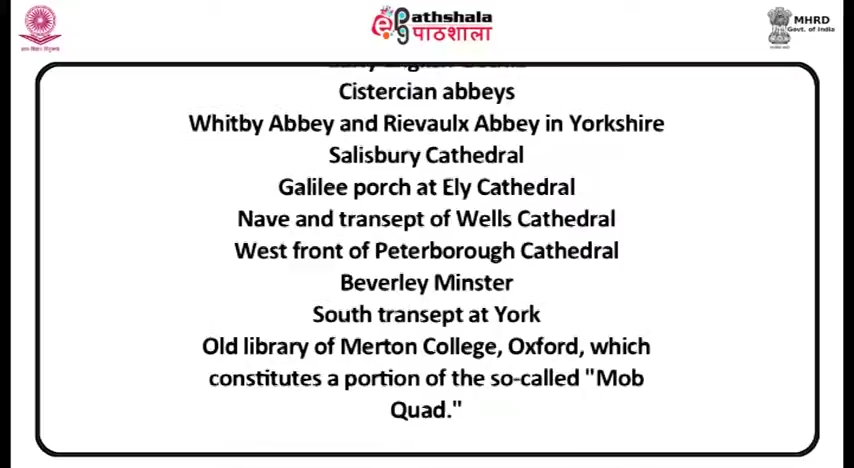 ePathshala
पाठशाला
MHRD
Govt. of India
Cistercian abbeys
Whitby Abbey and Rievaulx Abbey in Yorkshire
Salisbury Cathedral
Galilee porch at Ely Cathedral
Nave and transept of Wells Cathedral
West front of Peterborough Cathedral
Beverley Minster
South transept at York
Old library of Merton College, Oxford, which
constitutes a portion of the so-called "Mob
Quad."